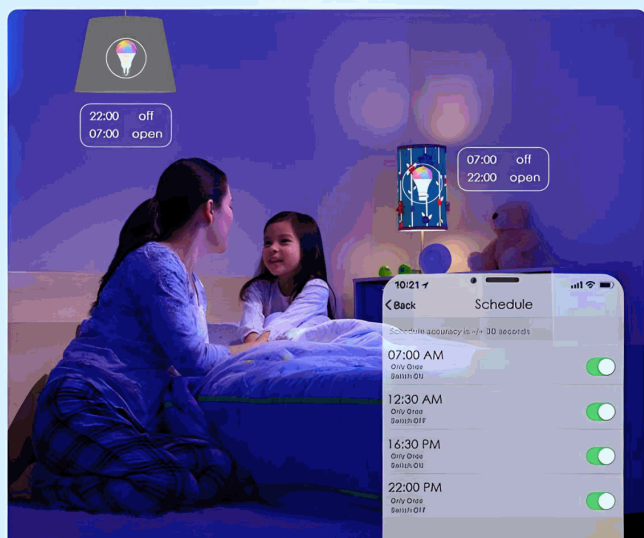 22:00 off
07:00 open
07:00 off
22:00 open
10:21
Back Schedule
Schedule accuracy is -/+ 30 seconds
07:00 AM
Only Once
Switch ON
12:30 AM
Only Once
Switch OFF
16:30 PM
Only Once
Switch ON
22:00 PM
Only Once
Switch OFF